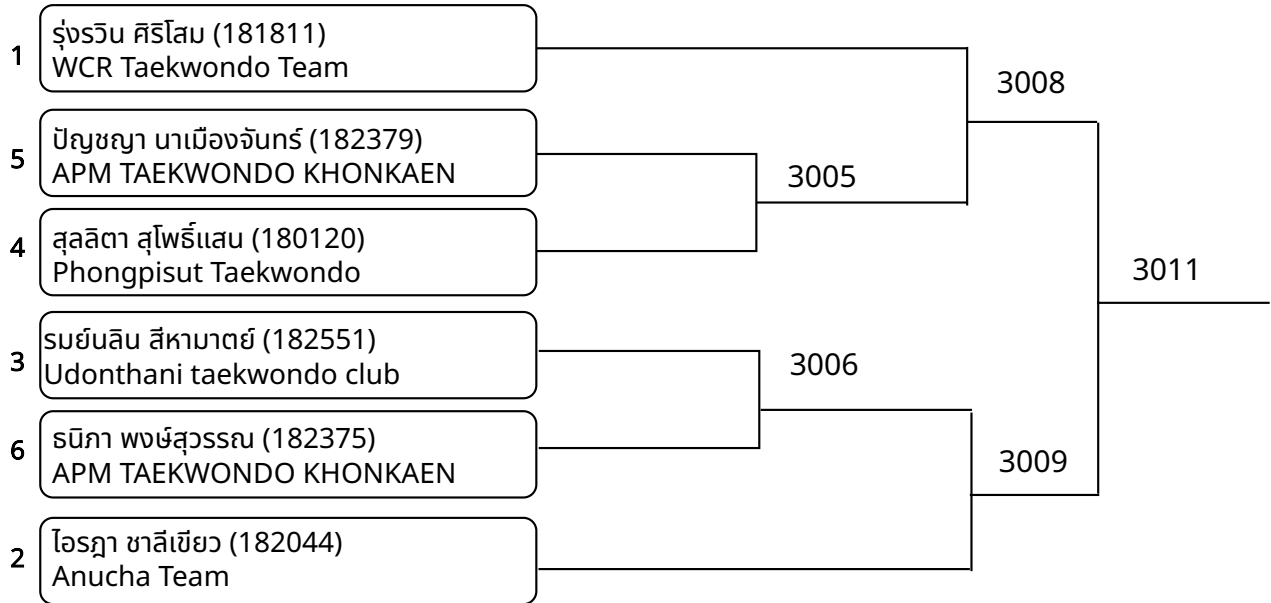 1
รุ่งรวิน ศิริโสม (181811)
WCR Taekwondo Team
3008
5
ปัญชญา นาเมืองจันทร์ (182379)
APM TAEKWONDO KHONKAEN
3005
4
สุลลิตา สุโพธิ์แสน (180120)
Phongpisut Taekwondo
3011
3
รมย์นลิน สีหามาตย์ (182551)
Udonthani taekwondo club
3006
6
ธนิภา พงษ์สุวรรณ (182375)
APM TAEKWONDO KHONKAEN
3009
2
ไอรฎา ชาลีเขียว (182044)
Anucha Team